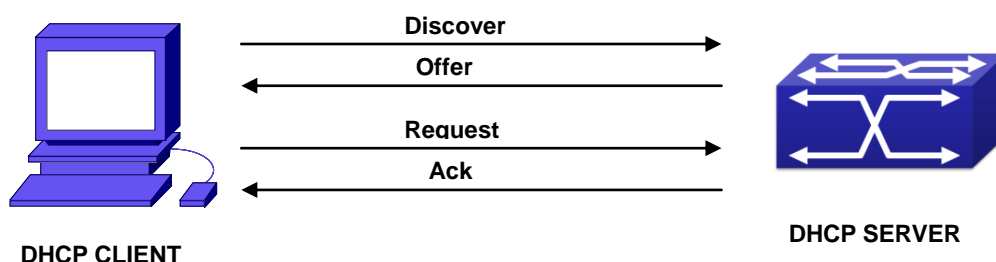 Discover
Offer
Request
Ack
DHCP CLIENT
DHCP SERVER